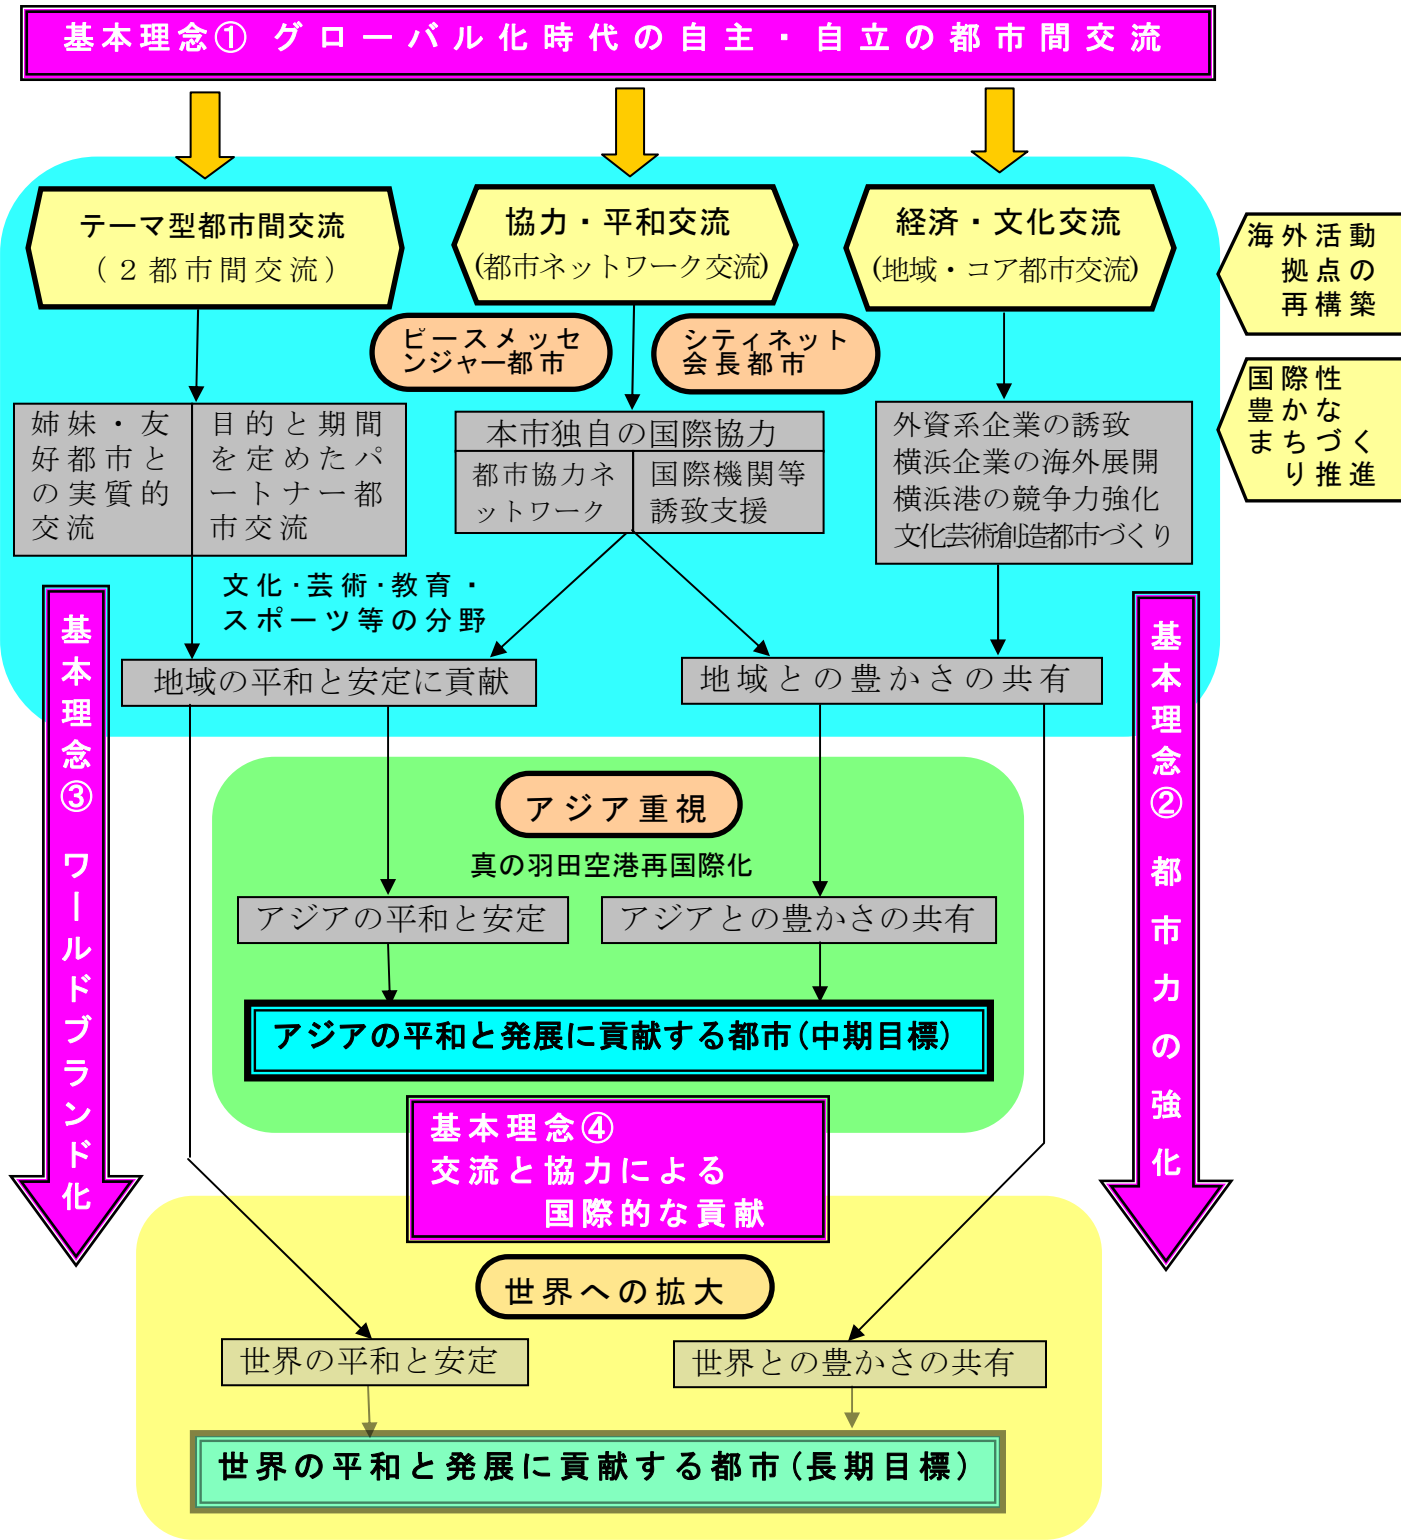 基本理念① グローバル化時代の自主・自立の都市間交流
テーマ型都市間交流
(２都市間交流)
協力・平和交流
(都市ネットワーク交流)
経済・文化交流
(地域・コア都市交流)
海外活動
拠点の
再構築
国際性
豊かな
まちづく
り推進
ピースメッセ
ンジャー都市
シティネット
会長都市
姉妹・友
好都市と
の実質的
交流
目的と期間
を定めたパ
ートナー都
市交流
本市独自の国際協力
都市協力ネ
ットワーク
国際機関等
誘致支援
外資系企業の誘致
横浜企業の海外展開
横浜港の競争力強化
文化芸術創造都市づくり
文化・芸術・教育・
スポーツ等の分野
地域の平和と安定に貢献
地域との豊かさの共有
基本理念③ ワールドブランド化
基本理念② 都市力の強化
アジア重視
真の羽田空港再国際化
アジアの平和と安定
アジアとの豊かさの共有
アジアの平和と発展に貢献する都市(中期目標)
基本理念④
交流と協力による
国際的な貢献
世界への拡大
世界の平和と安定
世界との豊かさの共有
世界の平和と発展に貢献する都市(長期目標)